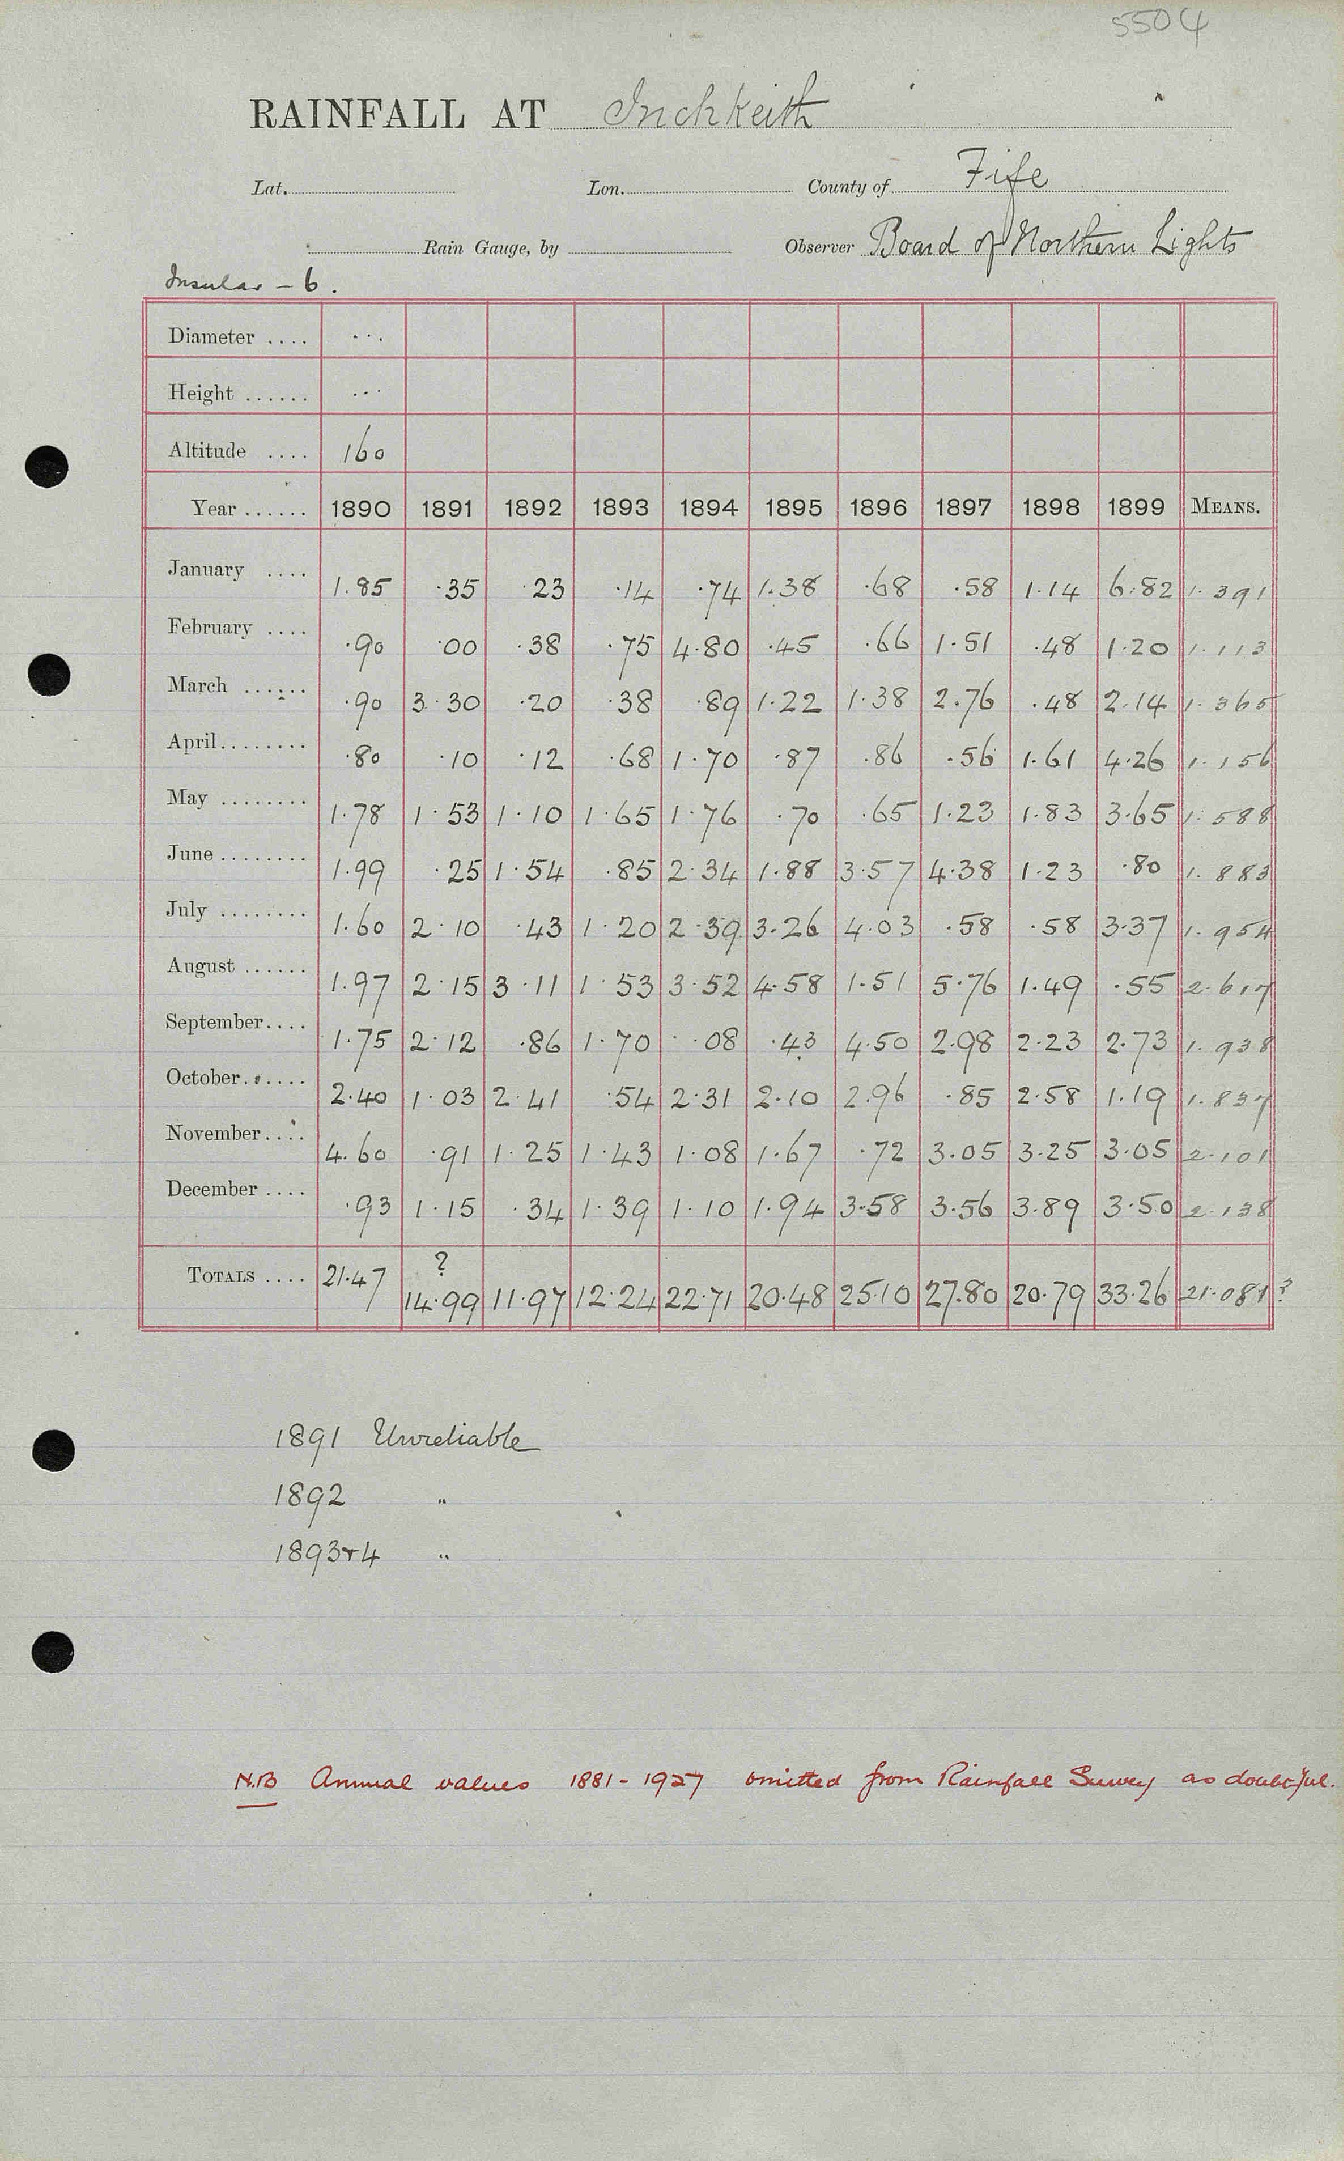 5504
RAINFALL AT Inchkeith
Lat. Lon. County of Fife
Rain Gauge, by Observer Board of Northern Lights
Insular - 6.
Diameter .... ...
Height ...... ...
Altitude .... 160
Year ...... 1890 1891 1892 1893 1894 1895 1896 1897 1898 1899 MEANS.
January .... 1.85 .35 .23 .14 .74 1.38 .68 .58 1.14 6.82 1.391
February .... .90 .00 .38 .75 4.80 .45 .66 1.51 .48 1.20 1.113
March ...... .90 3.30 .20 .38 .89 1.22 1.38 2.76 .48 2.14 1.365
April........ .80 .10 .12 .68 1.70 .87 .86 .56 1.61 4.26 1.156
May ........ 1.78 1.53 1.10 1.65 1.76 .70 .65 1.23 1.83 3.65 1.588
June ........ 1.99 .25 1.54 .85 2.34 1.88 3.57 4.38 1.23 .80 1.883
July ........ 1.60 2.10 .43 1.20 2.39 3.26 4.03 .58 .58 3.37 1.954
August ...... 1.97 2.15 3.11 1.53 3.52 4.58 1.51 5.76 1.49 .55 2.617
September.... 1.75 2.12 .86 1.70 .08 .43 4.50 2.98 2.23 2.73 1.938
October...... 2.40 1.03 2.41 .54 2.31 2.10 2.96 .85 2.58 1.19 1.837
November.... 4.60 .91 1.25 1.43 1.08 1.67 .72 3.05 3.25 3.05 2.101
December .... .93 1.15 .34 1.39 1.10 1.94 3.58 3.56 3.89 3.50 2.138
?
TOTALS .... 21.47 14.99 11.97 12.24 22.71 20.48 25.10 27.80 20.79 33.26 21.081?
1891 Unreliable
1892 "
1893+4 "
N.B Annual values 1881-1927 omitted from Rainfall Survey as doubtful.